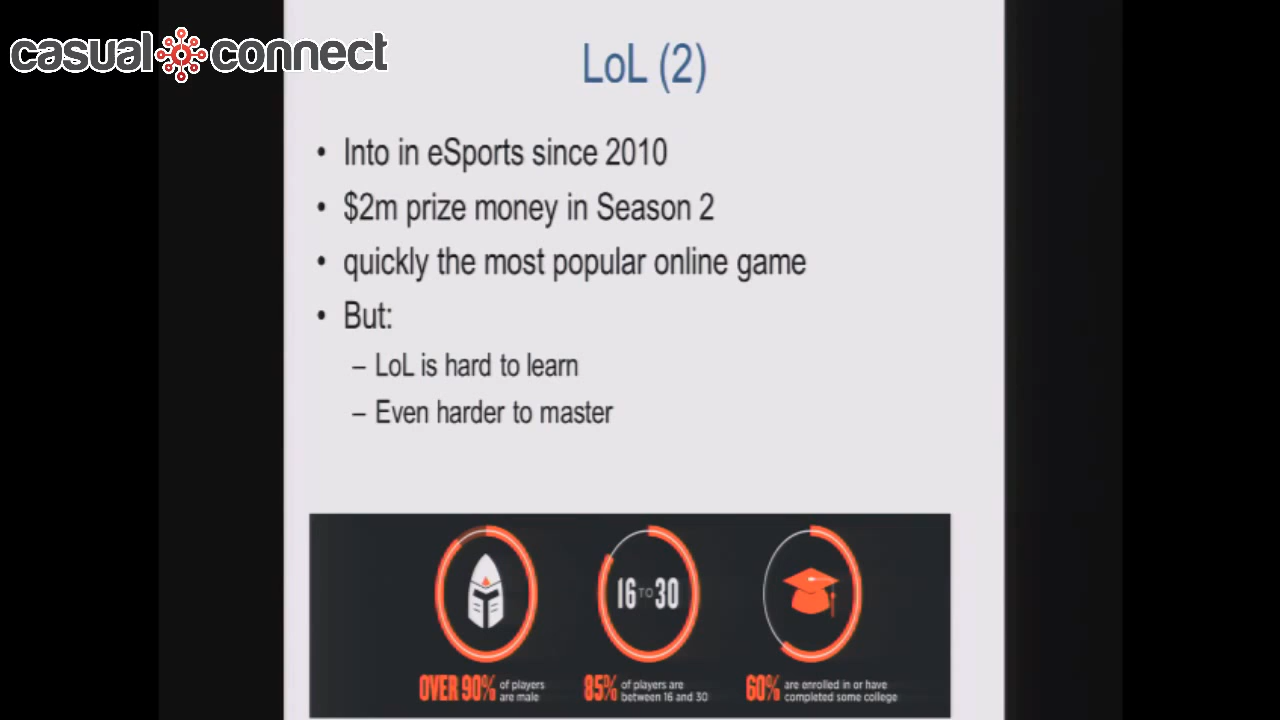 casual connect
LoL (2)
• Into in eSports since 2010
• $2m prize money in Season 2
• quickly the most popular online game
• But:
– LoL is hard to learn
– Even harder to master
16 TO 30
OVER 90% of players are male
85% of players are between 16 and 30
60% are enrolled in or have completed some college